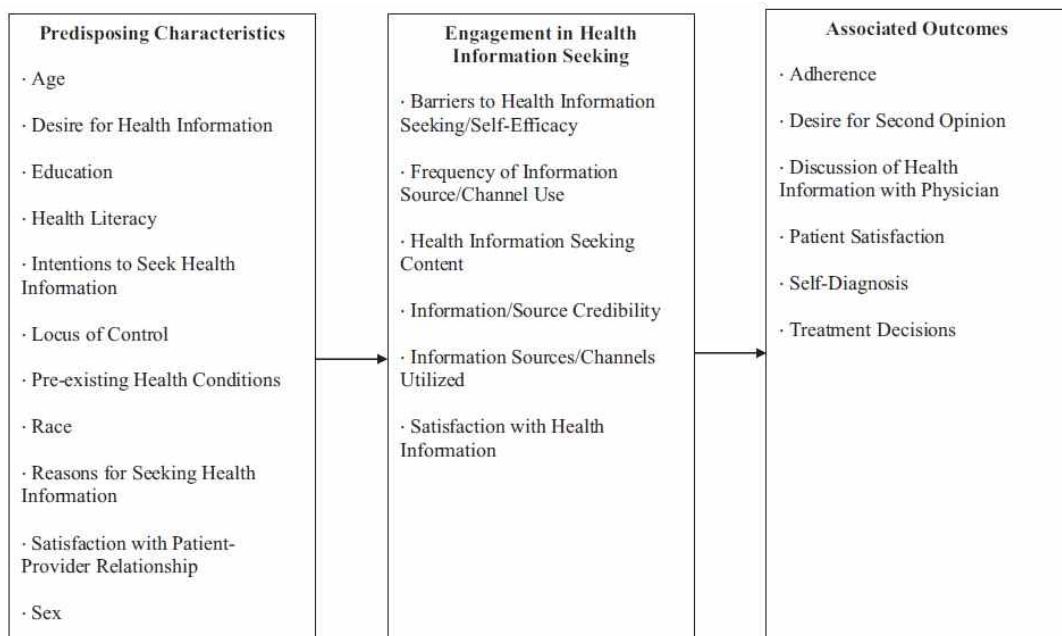 Predisposing Characteristics
· Age
· Desire for Health Information
· Education
· Health Literacy
· Intentions to Seek Health
Information
· Locus of Control
· Pre-existing Health Conditions
· Race
· Reasons for Seeking Health
Information
· Satisfaction with Patient-
Provider Relationship
· Sex
Engagement in Health
Information Seeking
· Barriers to Health Information
Seeking/Self-Efficacy
· Frequency of Information
Source/Channel Use
· Health Information Seeking
Content
· Information/Source Credibility
· Information Sources/Channels
Utilized
· Satisfaction with Health
Information
Associated Outcomes
· Adherence
· Desire for Second Opinion
· Discussion of Health
Information with Physician
· Patient Satisfaction
· Self-Diagnosis
· Treatment Decisions